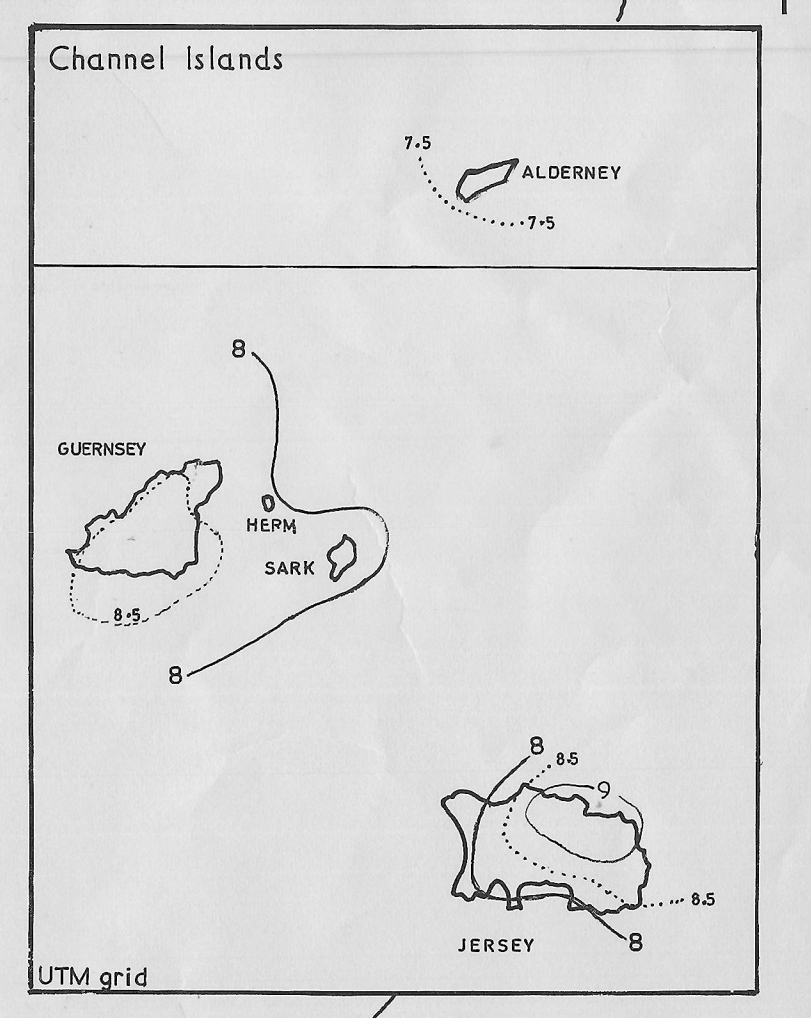 Channel Islands
7.5
ALDERNEY
7.5
8
GUERNSEY
HERM
SARK
8.5
8
8
8.5
9
8.5
JERSEY
8
UTM grid